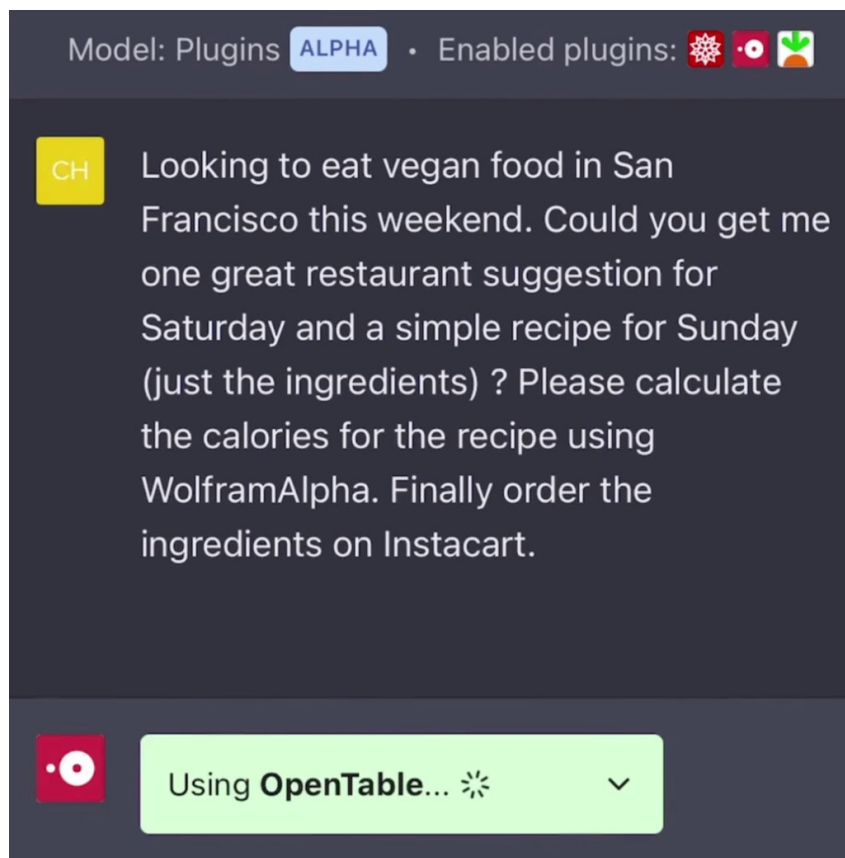 Model: Plugins ALPHA • Enabled plugins:
CH
Looking to eat vegan food in San
Francisco this weekend. Could you get me
one great restaurant suggestion for
Saturday and a simple recipe for Sunday
(just the ingredients) ? Please calculate
the calories for the recipe using
WolframAlpha. Finally order the
ingredients on Instacart.
Using OpenTable...